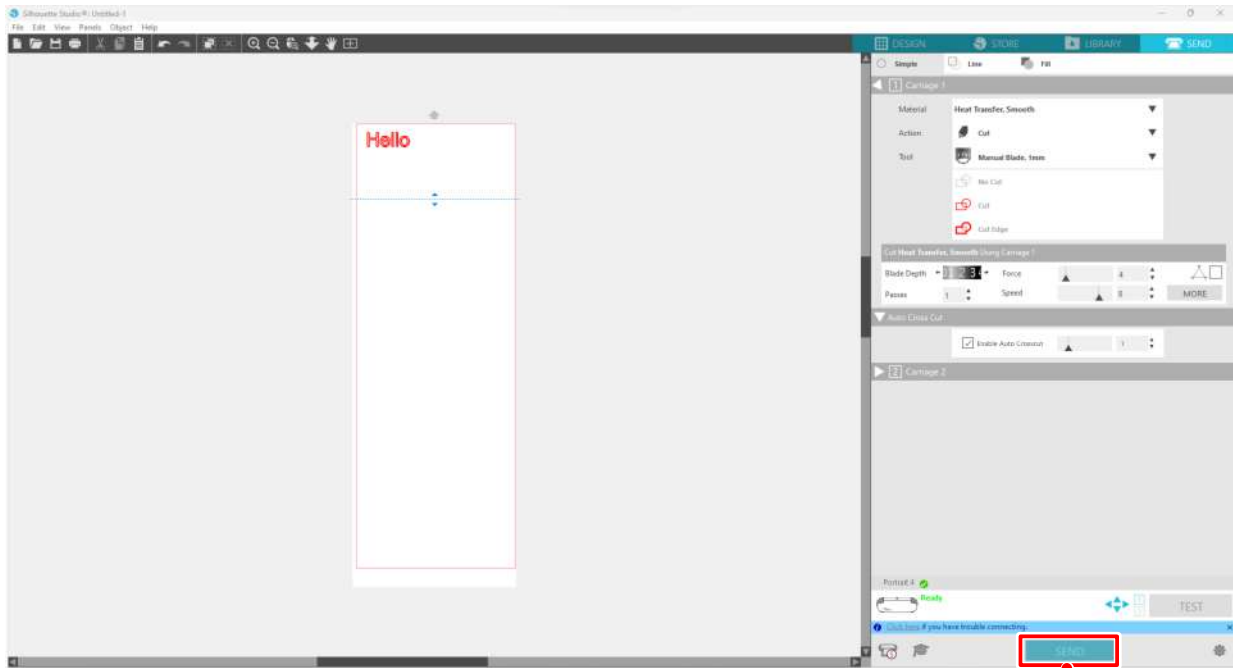 Silhouette Studio®: Untitled-1
File Edit View Panels Object Help
DESIGN STORE LIBRARY SEND
Simple Line Fill
1 Carriage 1
Material Heat Transfer, Smooth
Action Cut
Tool Manual Blade, 1mm
No Cut
Cut
Cut Edge
Hello
Cut Heat Transfer, Smooth Using Carriage 1
Blade Depth Force 4
Passes 1 Speed 8 MORE
Auto Cross Cut
Enable Auto Crosscut 1
2 Carriage 2
Portrait 4
Ready
TEST
Click here if you have trouble connecting.
SEND